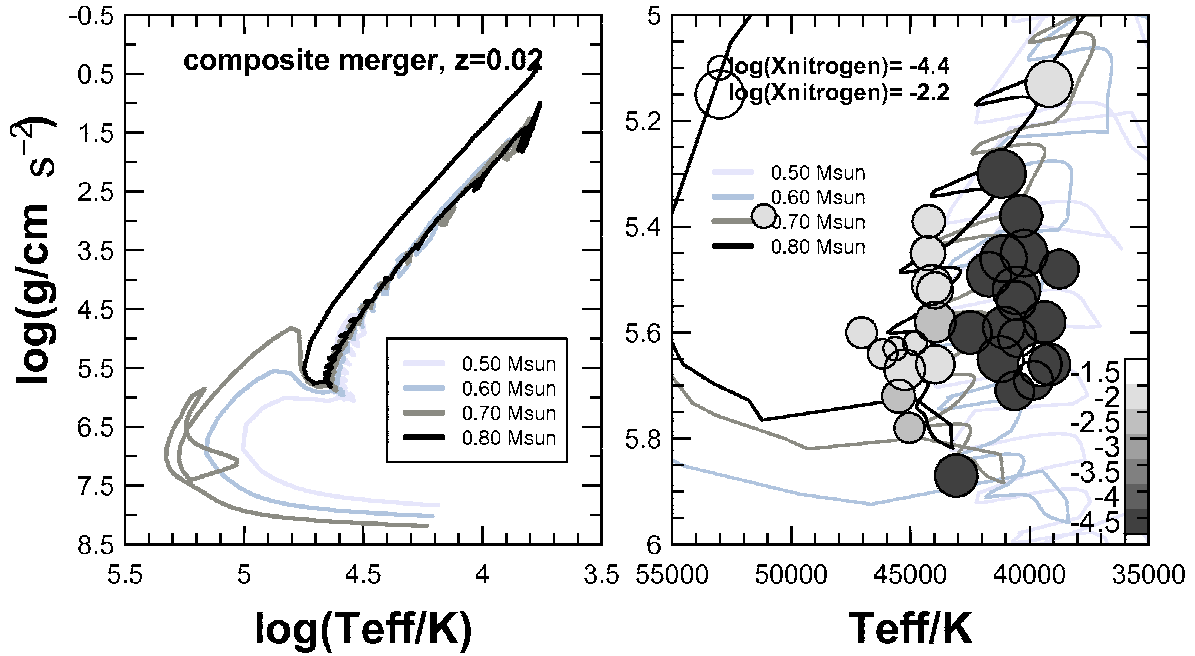 -0.5
0.5
1.5
2.5
3.5
4.5
5.5
6.5
7.5
8.5
log(g/cm s⁻²)
composite merger, z=0.02
0.50 Msun
0.60 Msun
0.70 Msun
0.80 Msun
5.5
5
4.5
4
3.5
log(Teff/K)
5
5.2
5.4
5.6
5.8
6
log(Xnitrogen)= -4.4
log(Xnitrogen)= -2.2
0.50 Msun
0.60 Msun
0.70 Msun
0.80 Msun
-1.5
-2
-2.5
-3
-3.5
-4
-4.5
55000
50000
45000
40000
35000
Teff/K